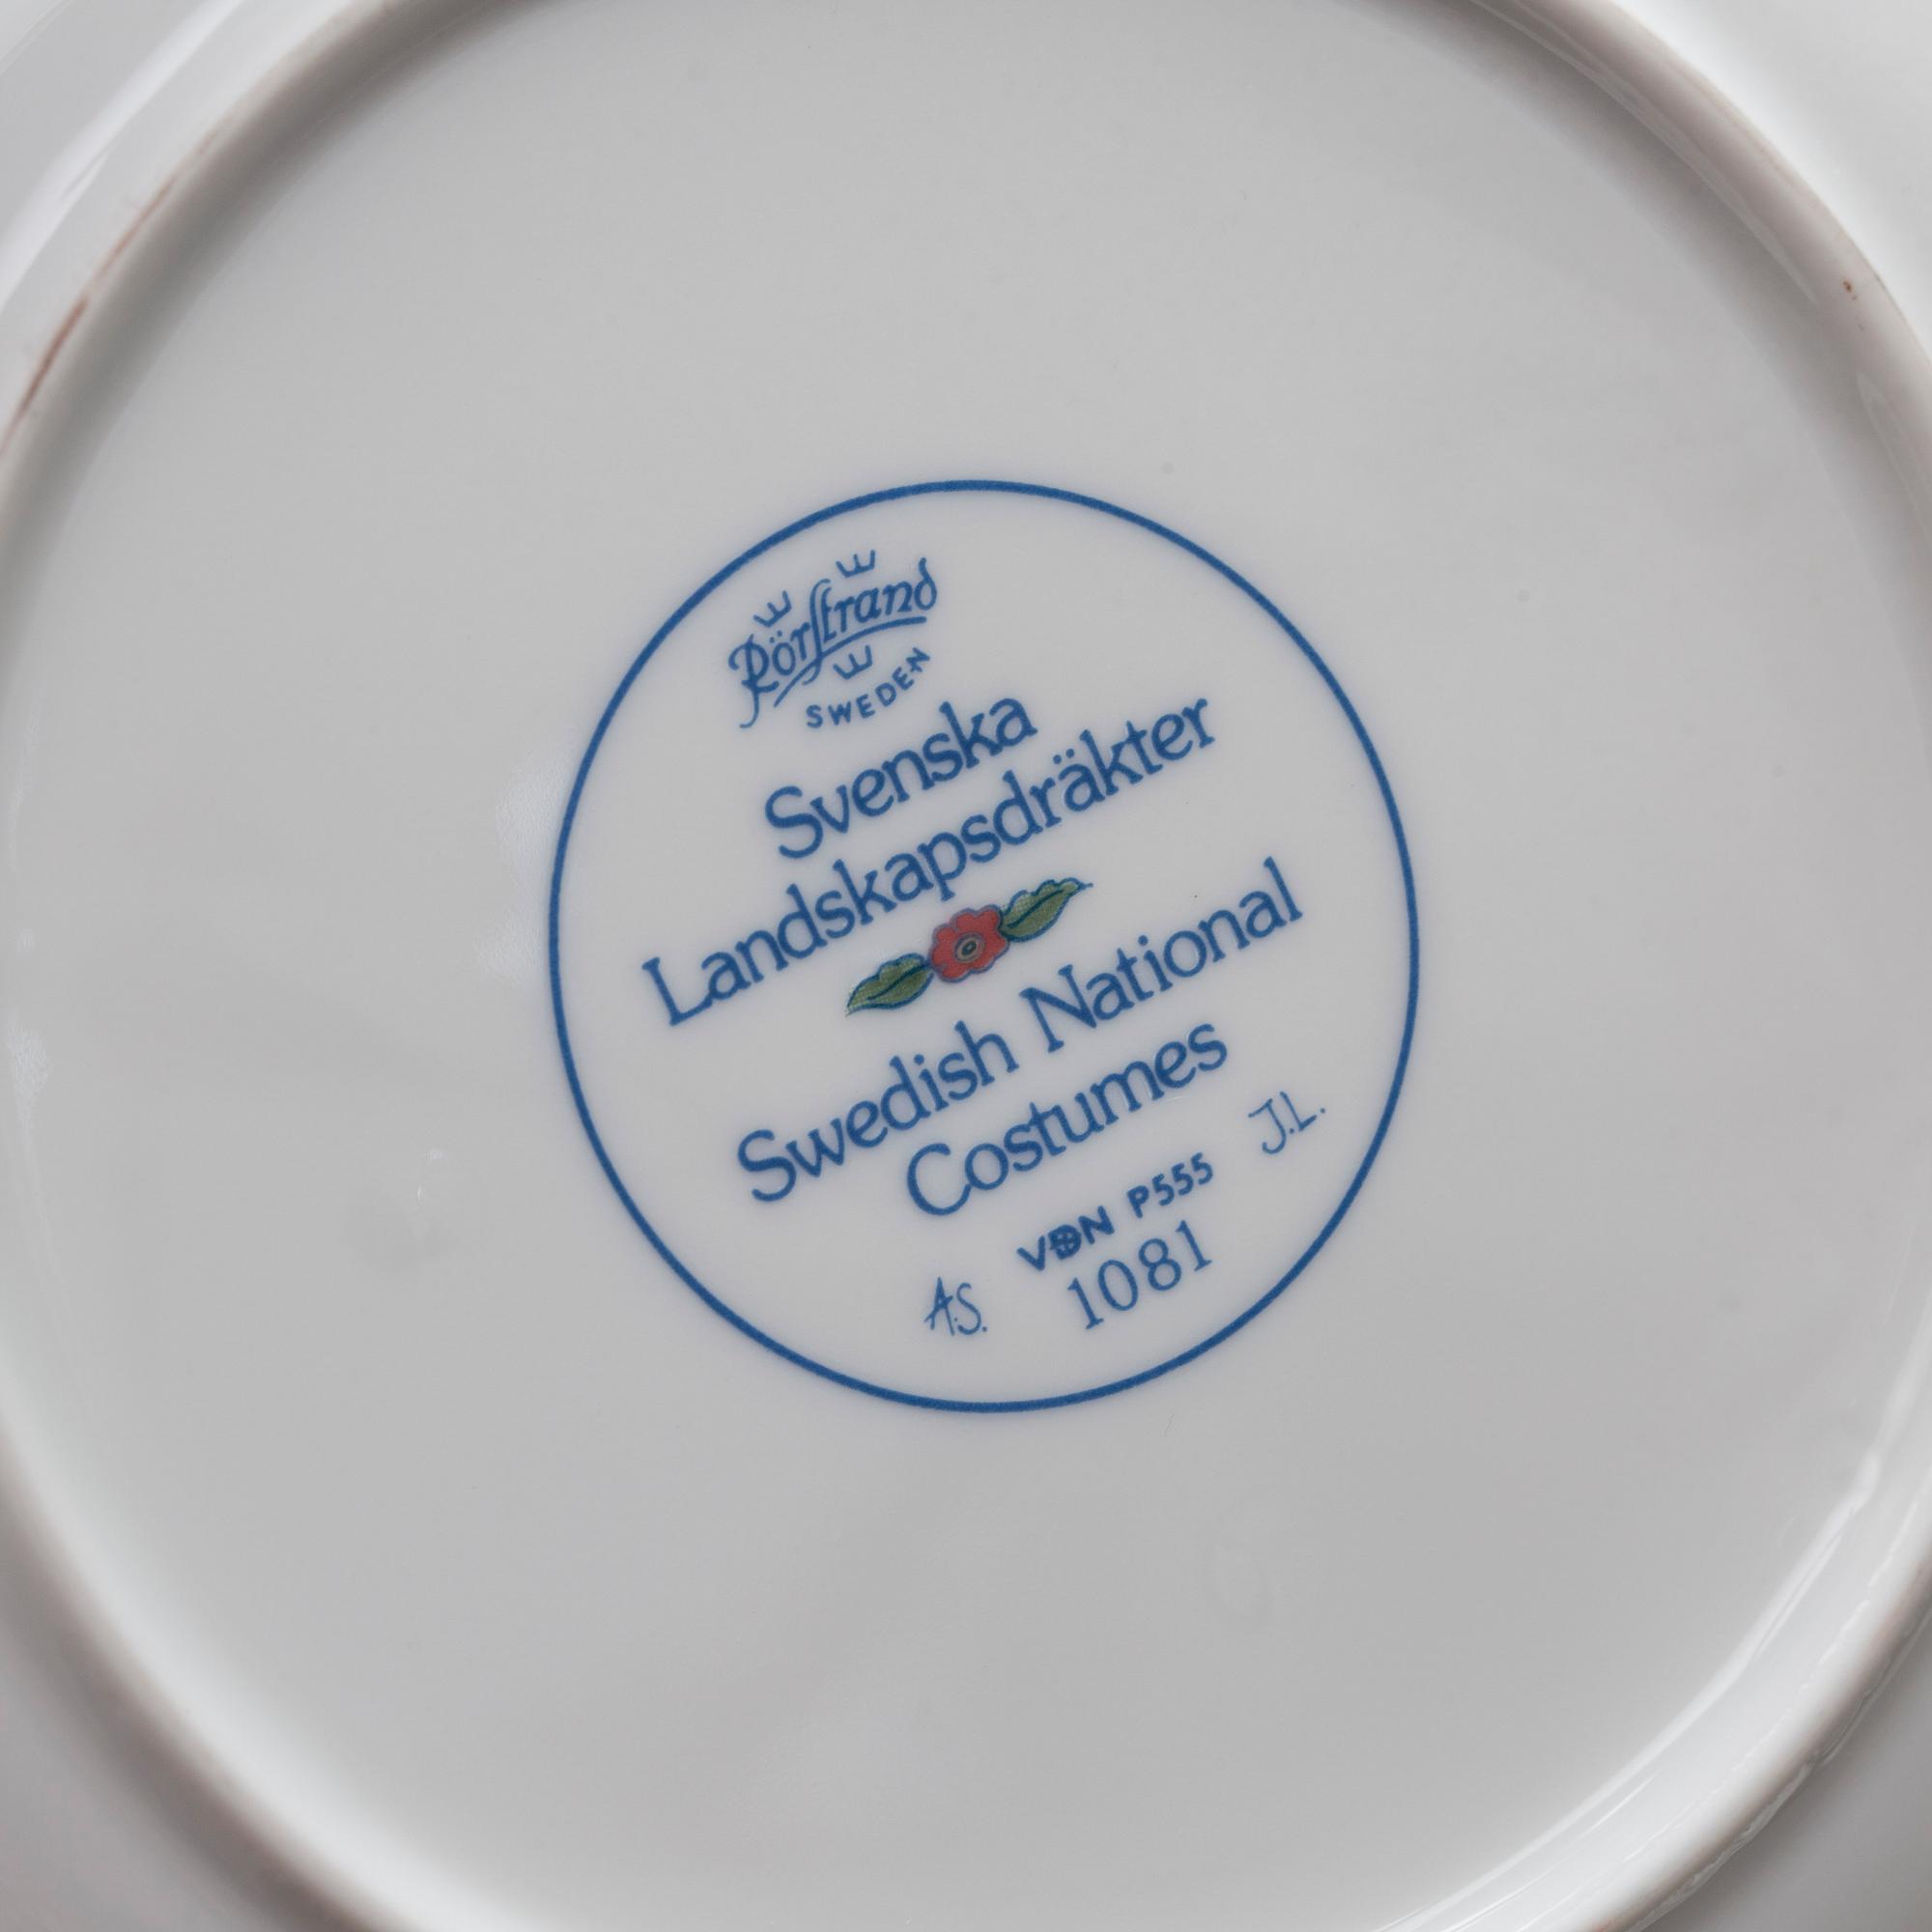 Rörstrand
SWEDEN
Svenska
Landskapsdräkter
Swedish National
Costumes
A.S. VDN P555 J.L.
1081